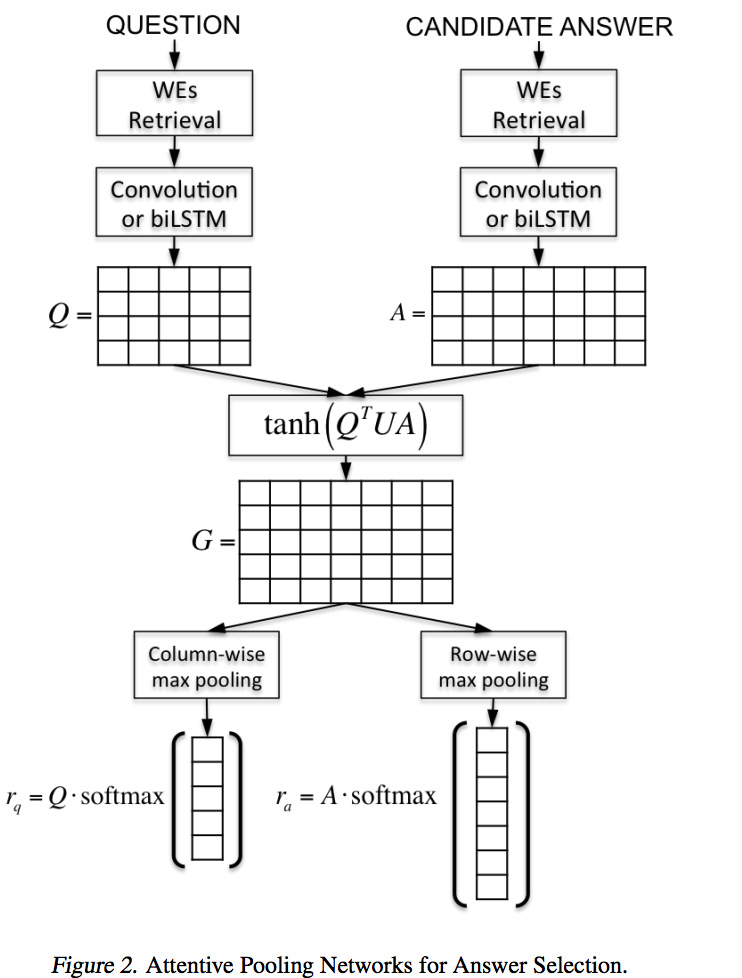 QUESTION
CANDIDATE ANSWER
WEs
Retrieval
WEs
Retrieval
Convolution
or biLSTM
Convolution
or biLSTM
Q =
A =
tanh(Q^T UA)
G =
Column-wise
max pooling
Row-wise
max pooling
r_q = Q · softmax
r_a = A · softmax
Figure 2. Attentive Pooling Networks for Answer Selection.